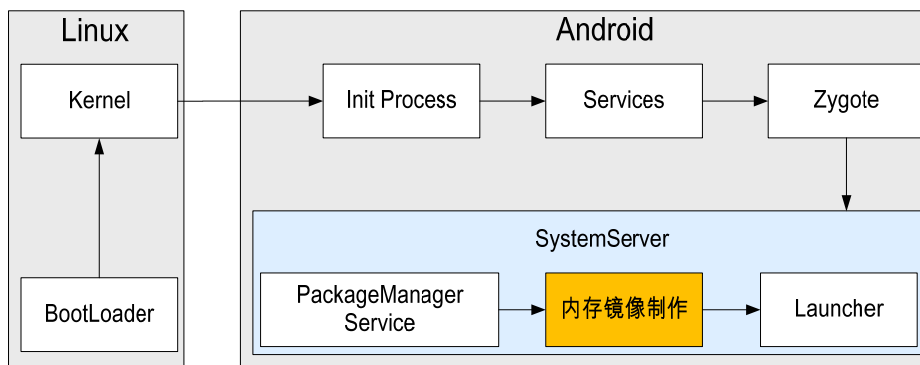 Linux
Android
Kernel
Init Process
Services
Zygote
SystemServer
BootLoader
PackageManager
Service
内存镜像制作
Launcher